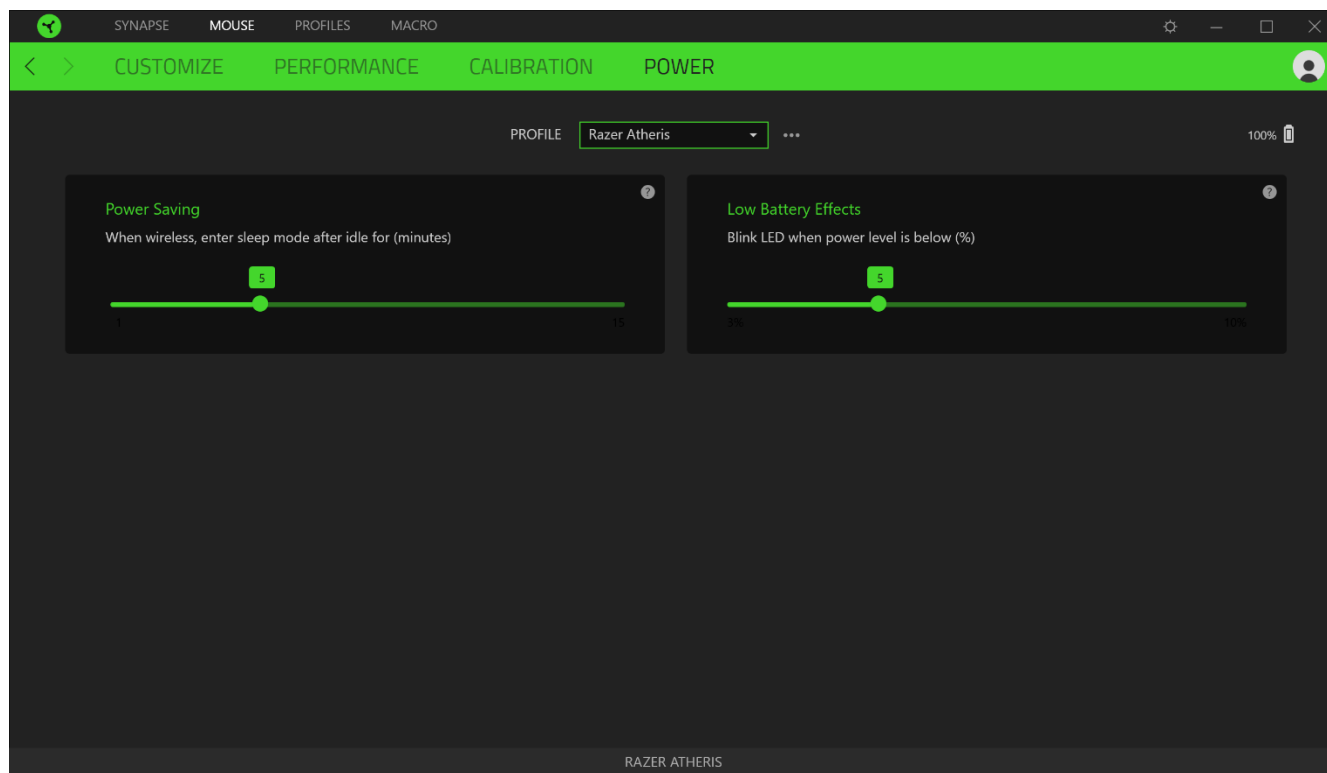 SYNAPSE MOUSE PROFILES MACRO
CUSTOMIZE PERFORMANCE CALIBRATION POWER
PROFILE Razer Atheris 100%
Power Saving
When wireless, enter sleep mode after idle for (minutes)
5
1 15
Low Battery Effects
Blink LED when power level is below (%)
5
3% 10%
RAZER ATHERIS